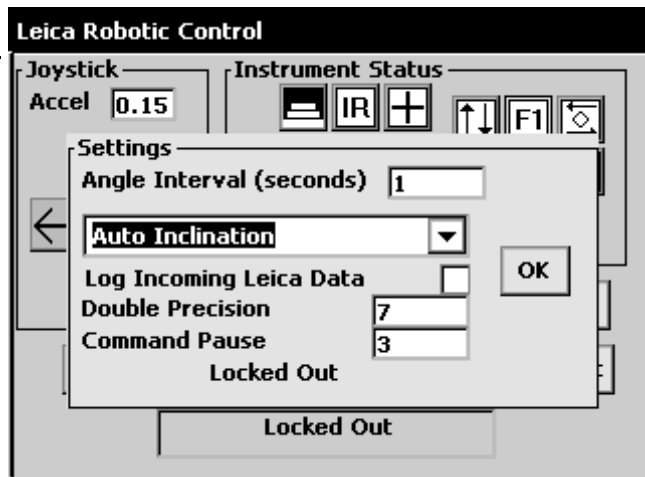 Leica Robotic Control
Joystick
Instrument Status
Accel 0.15
IR
F1
Settings
Angle Interval (seconds) 1
Auto Inclination
Log Incoming Leica Data
OK
Double Precision 7
Command Pause 3
Locked Out
Locked Out